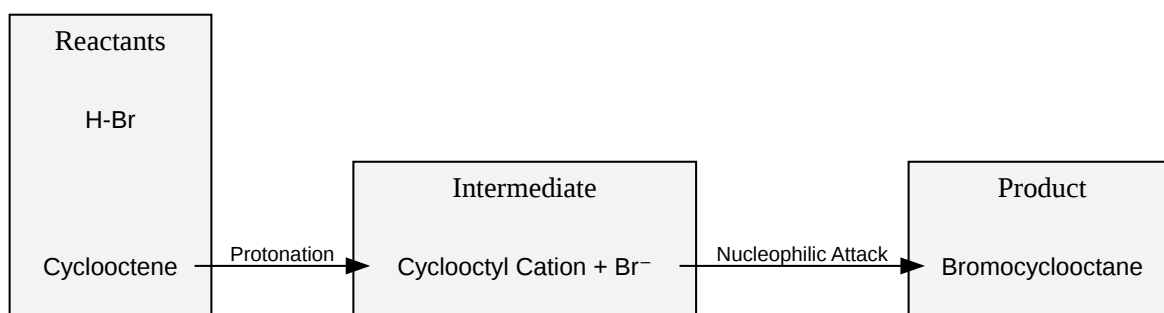 Reactants
H-Br
Cyclooctene
Protonation
Intermediate
Cyclooctyl Cation + Br⁻
Nucleophilic Attack
Product
Bromocyclooctane